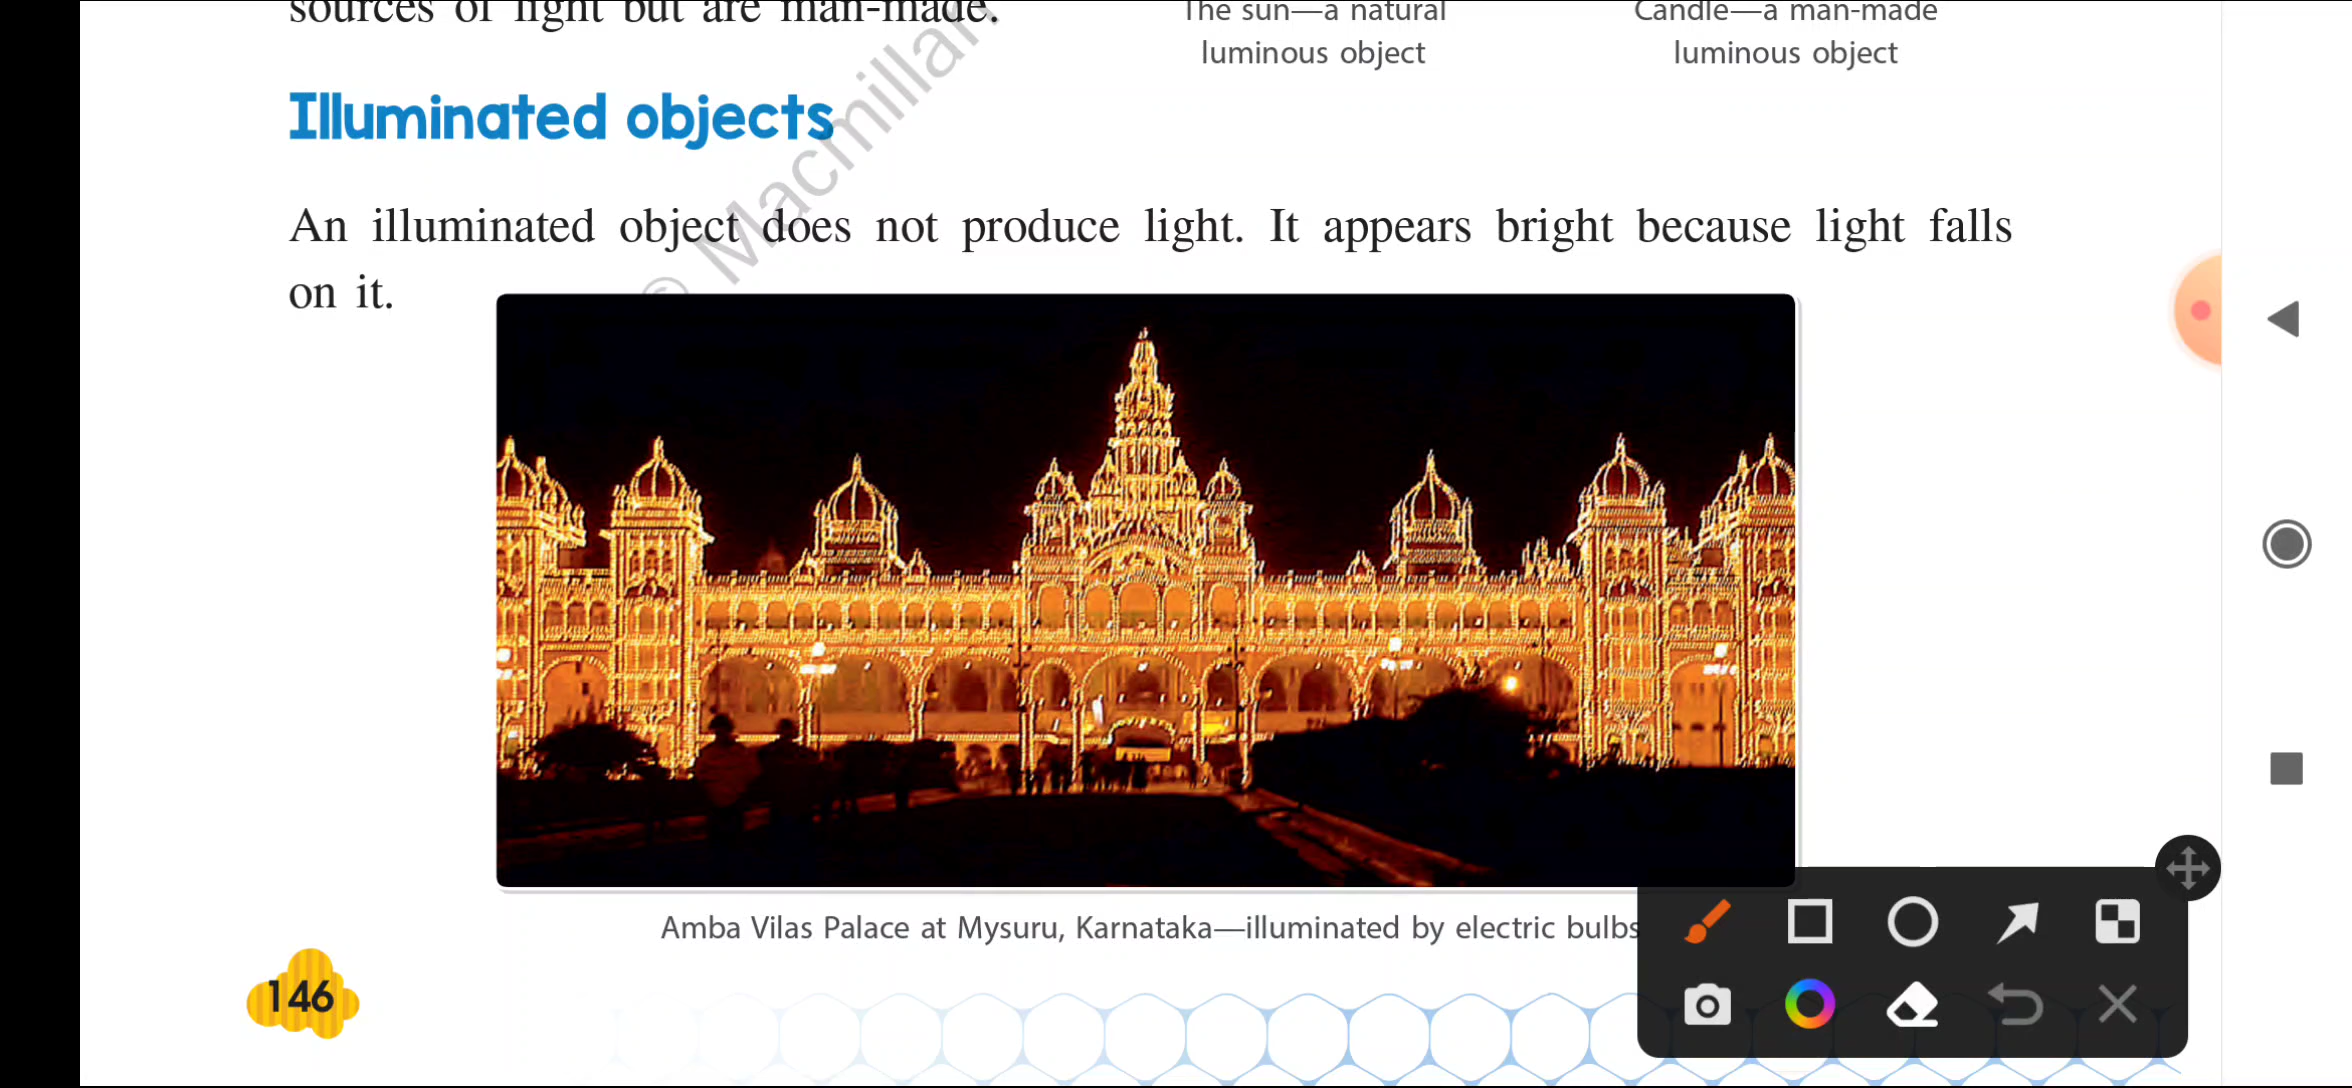 sources of light but are man-made.
The sun—a natural
luminous object
Candle—a man-made
luminous object
Illuminated objects
An illuminated object does not produce light. It appears bright because light falls
on it.
© Macmillan
Amba Vilas Palace at Mysuru, Karnataka—illuminated by electric bulbs
146